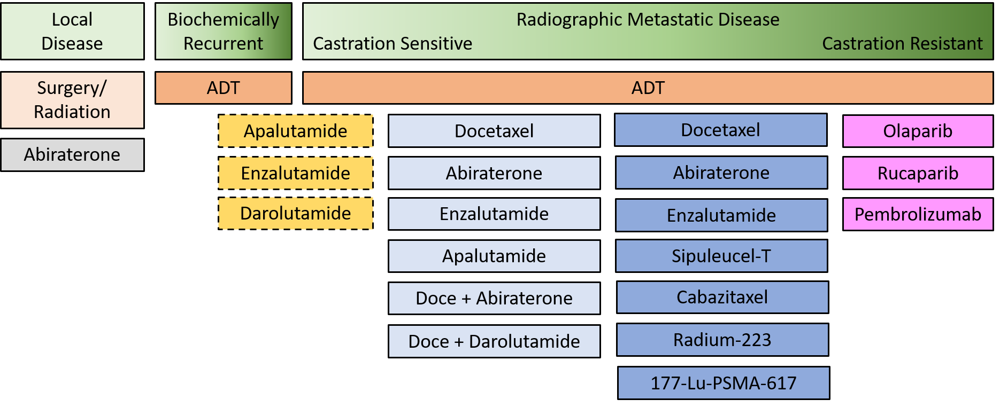 Local
Disease
Biochemically
Recurrent
Radiographic Metastatic Disease
Castration Sensitive
Castration Resistant
Surgery/
Radiation
ADT
ADT
Abiraterone
Apalutamide
Enzalutamide
Darolutamide
Docetaxel
Abiraterone
Enzalutamide
Apalutamide
Doce + Abiraterone
Doce + Darolutamide
Docetaxel
Abiraterone
Enzalutamide
Sipuleucel-T
Cabazitaxel
Radium-223
177-Lu-PSMA-617
Olaparib
Rucaparib
Pembrolizumab